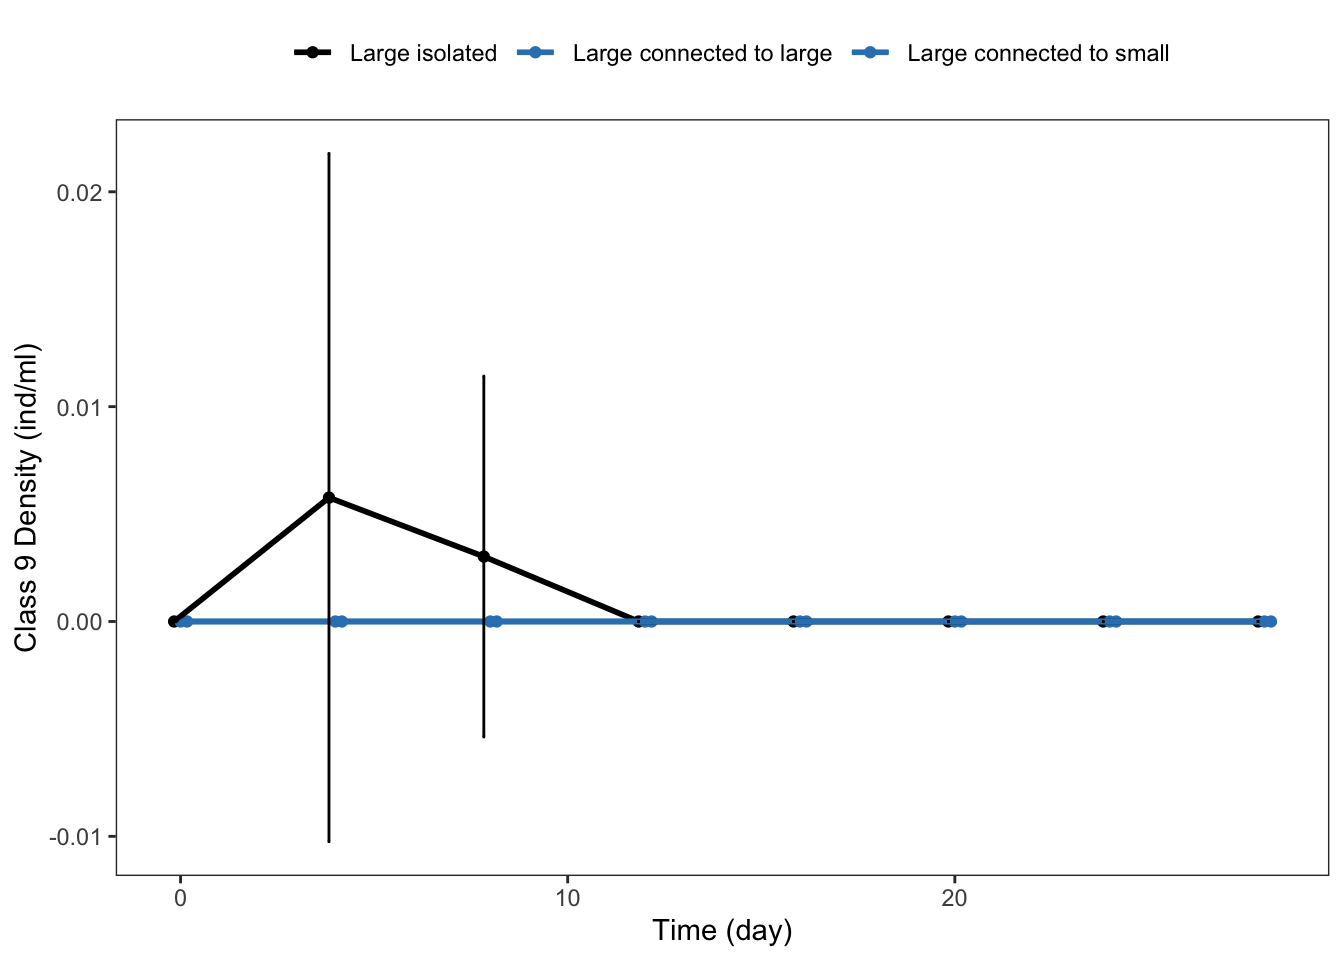 Large isolated Large connected to large Large connected to small
Class 9 Density (ind/ml)
0.02
0.01
0.00
-0.01
0 10 20
Time (day)